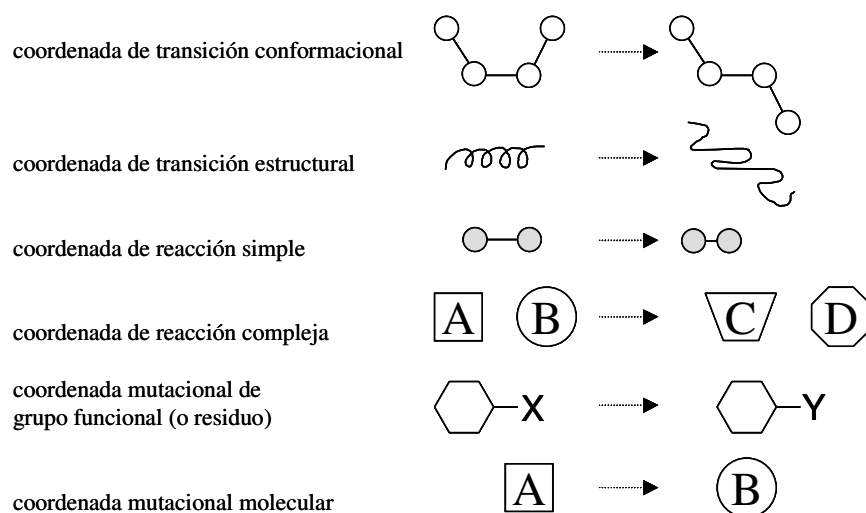 coordenada de transición conformacional
coordenada de transición estructural
coordenada de reacción simple
coordenada de reacción compleja
A B C D
coordenada mutacional de
grupo funcional (o residuo)
X Y
coordenada mutacional molecular
A B